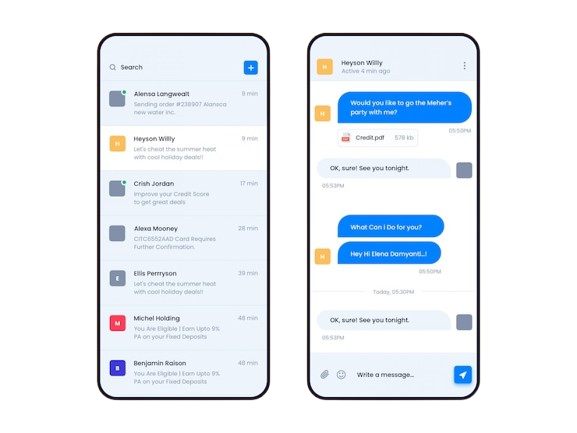 Search
+
Alensa Langwealt
9 min
Sending order #238907 Alansca
new water inc.
H
Heyson Willy
9 min
Let's cheat the summer heat
with cool holiday deals!!
Crish Jordan
17 min
Improve your Credit Score
to get great deals
Alexa Mooney
28 min
Card Requires
Further Confirmation
E
Ellis Perrryson
39 min
Let's cheat the summer heat
with cool holiday deals!!
M
Michel Holding
48 min
You Are Eligible | Earn Upto 9%
PA on your Fixed Deposits
B
Benjamin Raison
48 min
You Are Eligible | Earn Upto 9%
PA on your Fixed Deposits
H
Heyson Willy
Active 4 min ago
Would you like to go the Meher's
party with me?
H
05:50PM
Credit.pdf
578 kb
OK, sure! See you tonight.
05:53PM
What Can I Do for you?
H
Hey Hi Elena Damyanti...!
05:50PM
Today, 05:30PM
OK, sure! See you tonight.
05:53PM
Write a message...